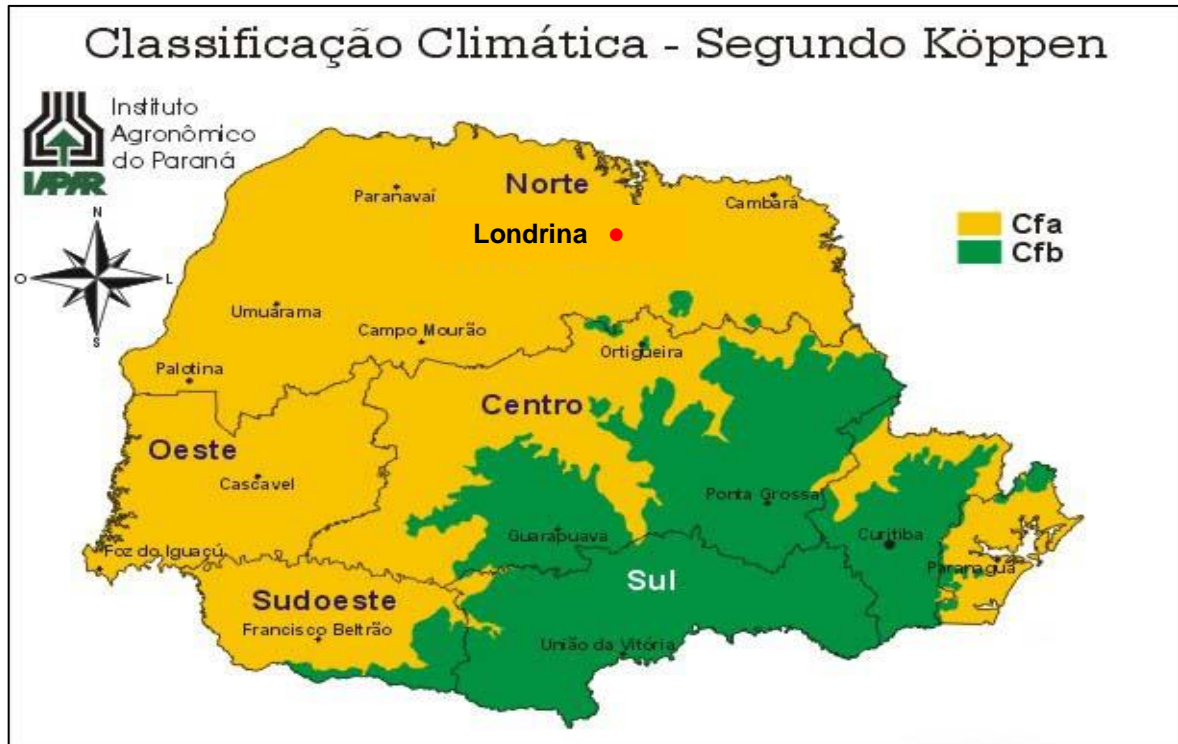 Classificação Climática - Segundo Köppen
Instituto
Agronômico
do Paraná
IAPAR
N
O
L
S
Norte
Paranavaí
Cambará
Londrina
Cfa
Cfb
Umuarama
Campo Mourão
Ortigueira
Palotina
Centro
Oeste
Cascavel
Ponta Grossa
Guarapuava
Curitiba
Foz do Iguaçú
Paranaguá
Sul
Sudoeste
Francisco Beltrão
União da Vitória